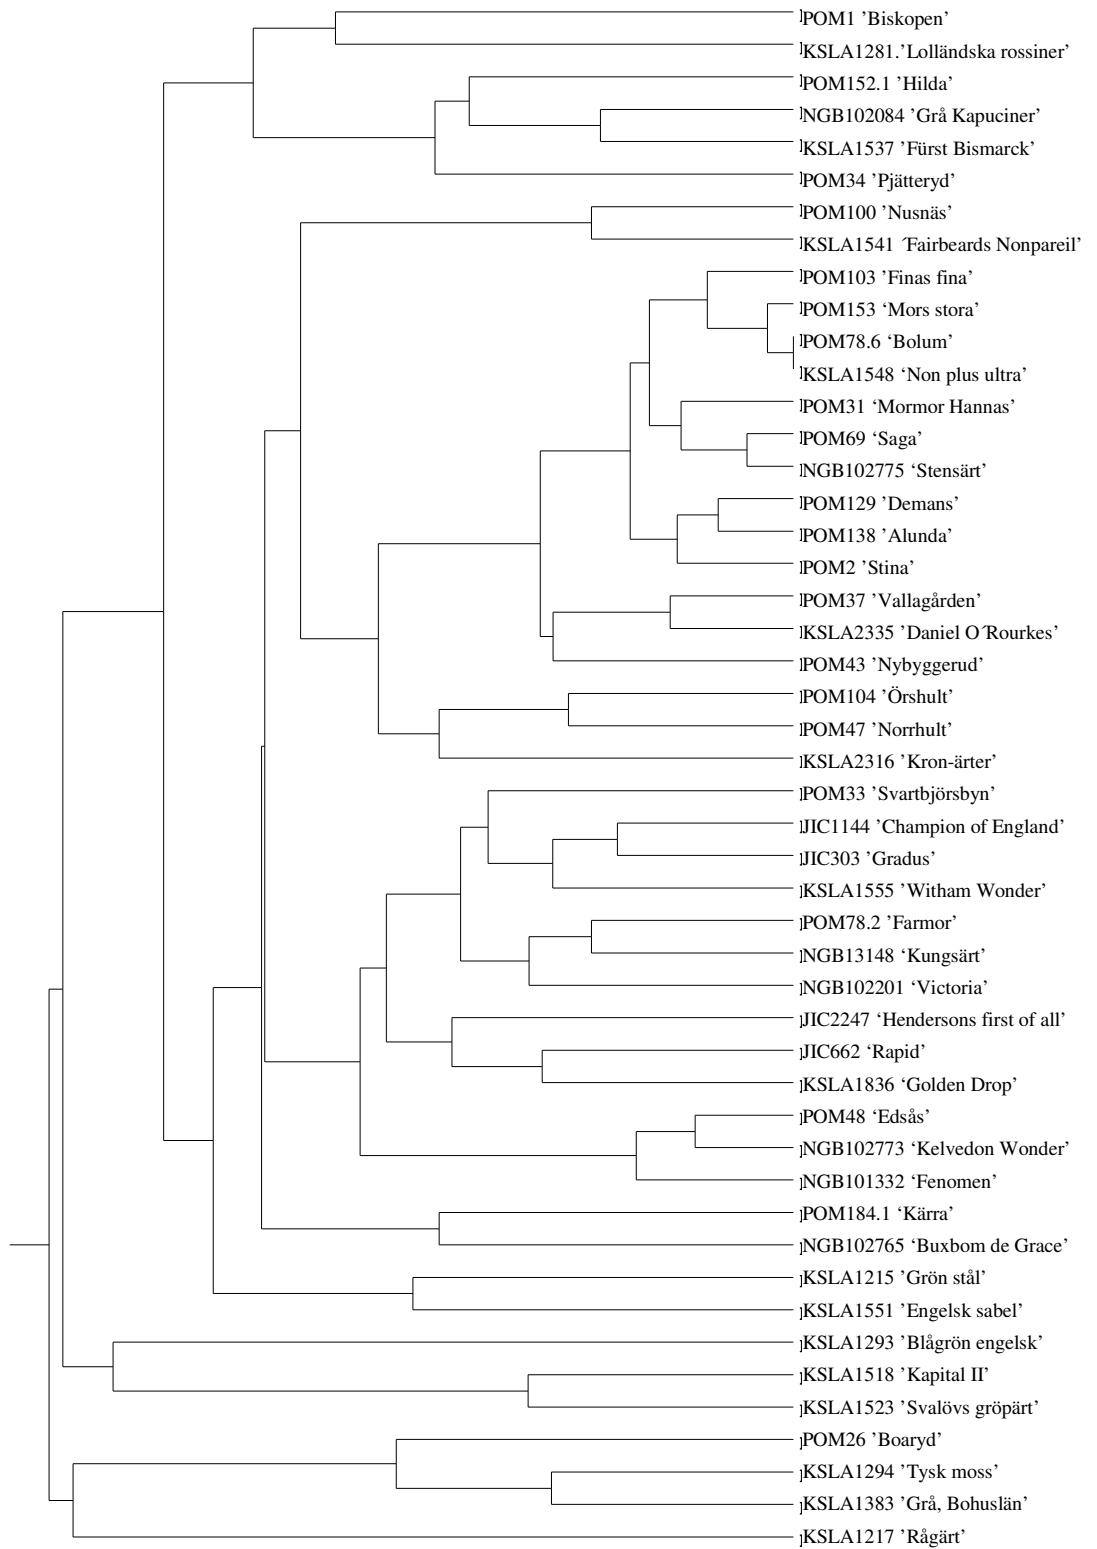 POM1 ’Biskopen’
KSLA1281.’Lolländska rossiner’
POM152.1 ’Hilda’
NGB102084 ’Grå Kapuciner’
KSLA1537 ’Fürst Bismarck’
POM34 ’Pjätteryd’
POM100 ’Nusnäs’
KSLA1541 ´Fairbeards Nonpareil’
POM103 ’Finas fina’
POM153 ‘Mors stora’
POM78.6 ‘Bolum’
KSLA1548 ‘Non plus ultra’
POM31 ‘Mormor Hannas’
POM69 ‘Saga’
NGB102775 ‘Stensärt’
POM129 ’Demans’
POM138 ’Alunda’
POM2 ’Stina’
POM37 ’Vallagården’
KSLA2335 ’Daniel O´Rourkes’
POM43 ’Nybyggerud’
POM104 ’Örshult’
POM47 ’Norrhult’
KSLA2316 ’Kron-ärter’
POM33 ’Svartbjörsbyn’
JIC1144 ’Champion of England’
JIC303 ’Gradus’
KSLA1555 ’Witham Wonder’
POM78.2 ’Farmor’
NGB13148 ‘Kungsärt’
NGB102201 ‘Victoria’
JIC2247 ‘Hendersons first of all’
JIC662 ‘Rapid’
KSLA1836 ‘Golden Drop’
POM48 ‘Edsås’
NGB102773 ‘Kelvedon Wonder’
NGB101332 ‘Fenomen’
POM184.1 ‘Kärra’
NGB102765 ‘Buxbom de Grace’
KSLA1215 ’Grön stål’
KSLA1551 ’Engelsk sabel’
KSLA1293 ’Blågrön engelsk’
KSLA1518 ’Kapital II’
KSLA1523 ’Svalövs gröpärt’
POM26 ’Boaryd’
KSLA1294 ’Tysk moss’
KSLA1383 ’Grå, Bohuslän’
KSLA1217 ’Rågärt’